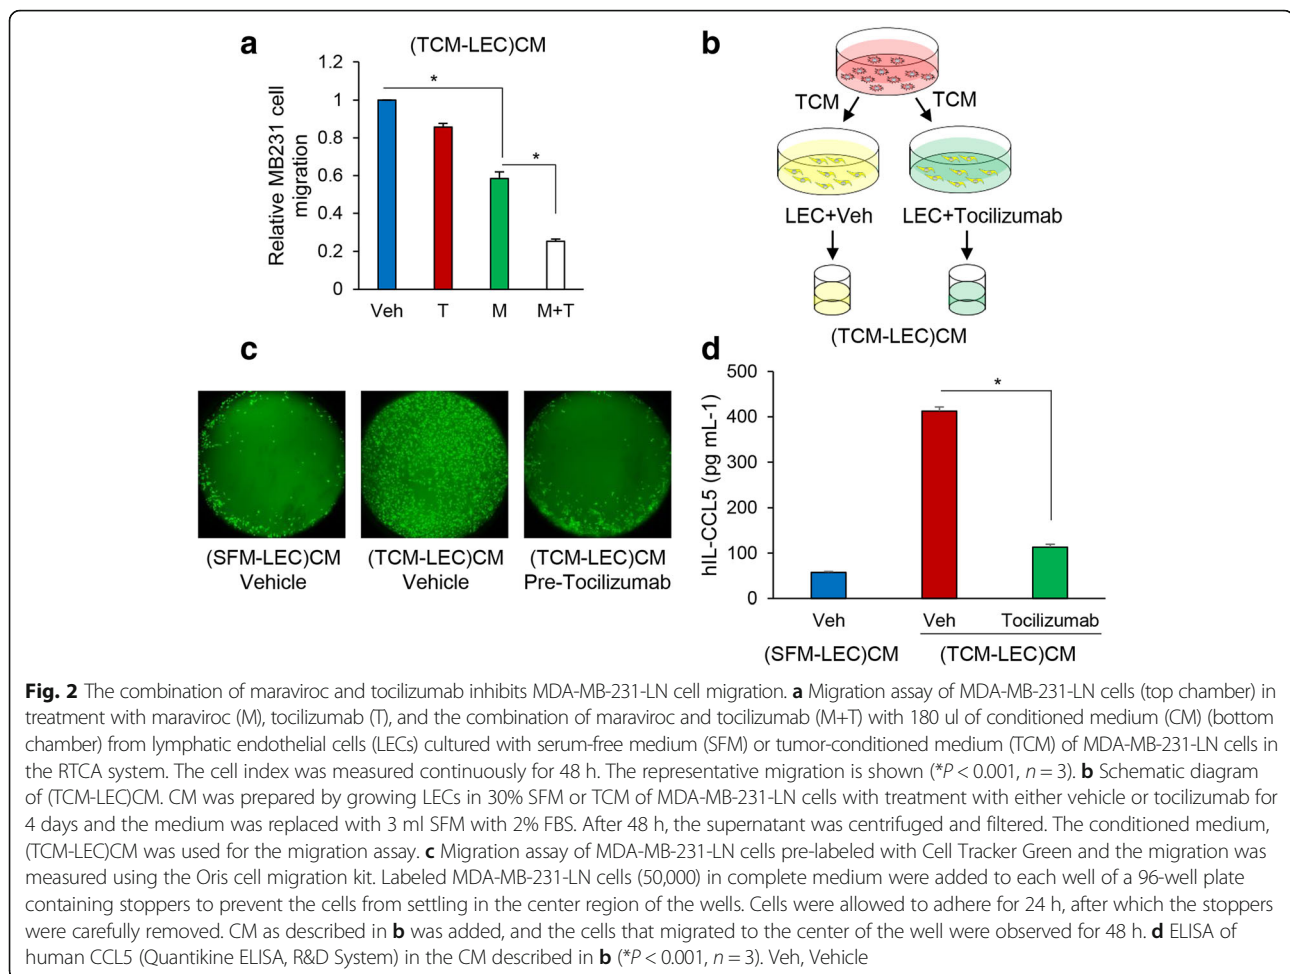 a
(TCM-LEC)CM
Relative MB231 cell
migration
1.2
1
0.8
0.6
0.4
0.2
0
*
*
Veh T M M+T
b
TCM TCM
LEC+Veh LEC+Tocilizumab
(TCM-LEC)CM
c
(SFM-LEC)CM (TCM-LEC)CM (TCM-LEC)CM
Vehicle Vehicle Pre-Tocilizumab
d
hIL-CCL5 (pg mL-1)
500
400
300
200
100
0
*
Veh Veh Tocilizumab
(SFM-LEC)CM (TCM-LEC)CM
Fig. 2 The combination of maraviroc and tocilizumab inhibits MDA-MB-231-LN cell migration. a Migration assay of MDA-MB-231-LN cells (top chamber) in
treatment with maraviroc (M), tocilizumab (T), and the combination of maraviroc and tocilizumab (M+T) with 180 ul of conditioned medium (CM) (bottom
chamber) from lymphatic endothelial cells (LECs) cultured with serum-free medium (SFM) or tumor-conditioned medium (TCM) of MDA-MB-231-LN cells in
the RTCA system. The cell index was measured continuously for 48 h. The representative migration is shown (*P < 0.001, n = 3). b Schematic diagram
of (TCM-LEC)CM. CM was prepared by growing LECs in 30% SFM or TCM of MDA-MB-231-LN cells with treatment with either vehicle or tocilizumab for
4 days and the medium was replaced with 3 ml SFM with 2% FBS. After 48 h, the supernatant was centrifuged and filtered. The conditioned medium,
(TCM-LEC)CM was used for the migration assay. c Migration assay of MDA-MB-231-LN cells pre-labeled with Cell Tracker Green and the migration was
measured using the Oris cell migration kit. Labeled MDA-MB-231-LN cells (50,000) in complete medium were added to each well of a 96-well plate
containing stoppers to prevent the cells from settling in the center region of the wells. Cells were allowed to adhere for 24 h, after which the stoppers
were carefully removed. CM as described in b was added, and the cells that migrated to the center of the well were observed for 48 h. d ELISA of
human CCL5 (Quantikine ELISA, R&D System) in the CM described in b (*P < 0.001, n = 3). Veh, Vehicle